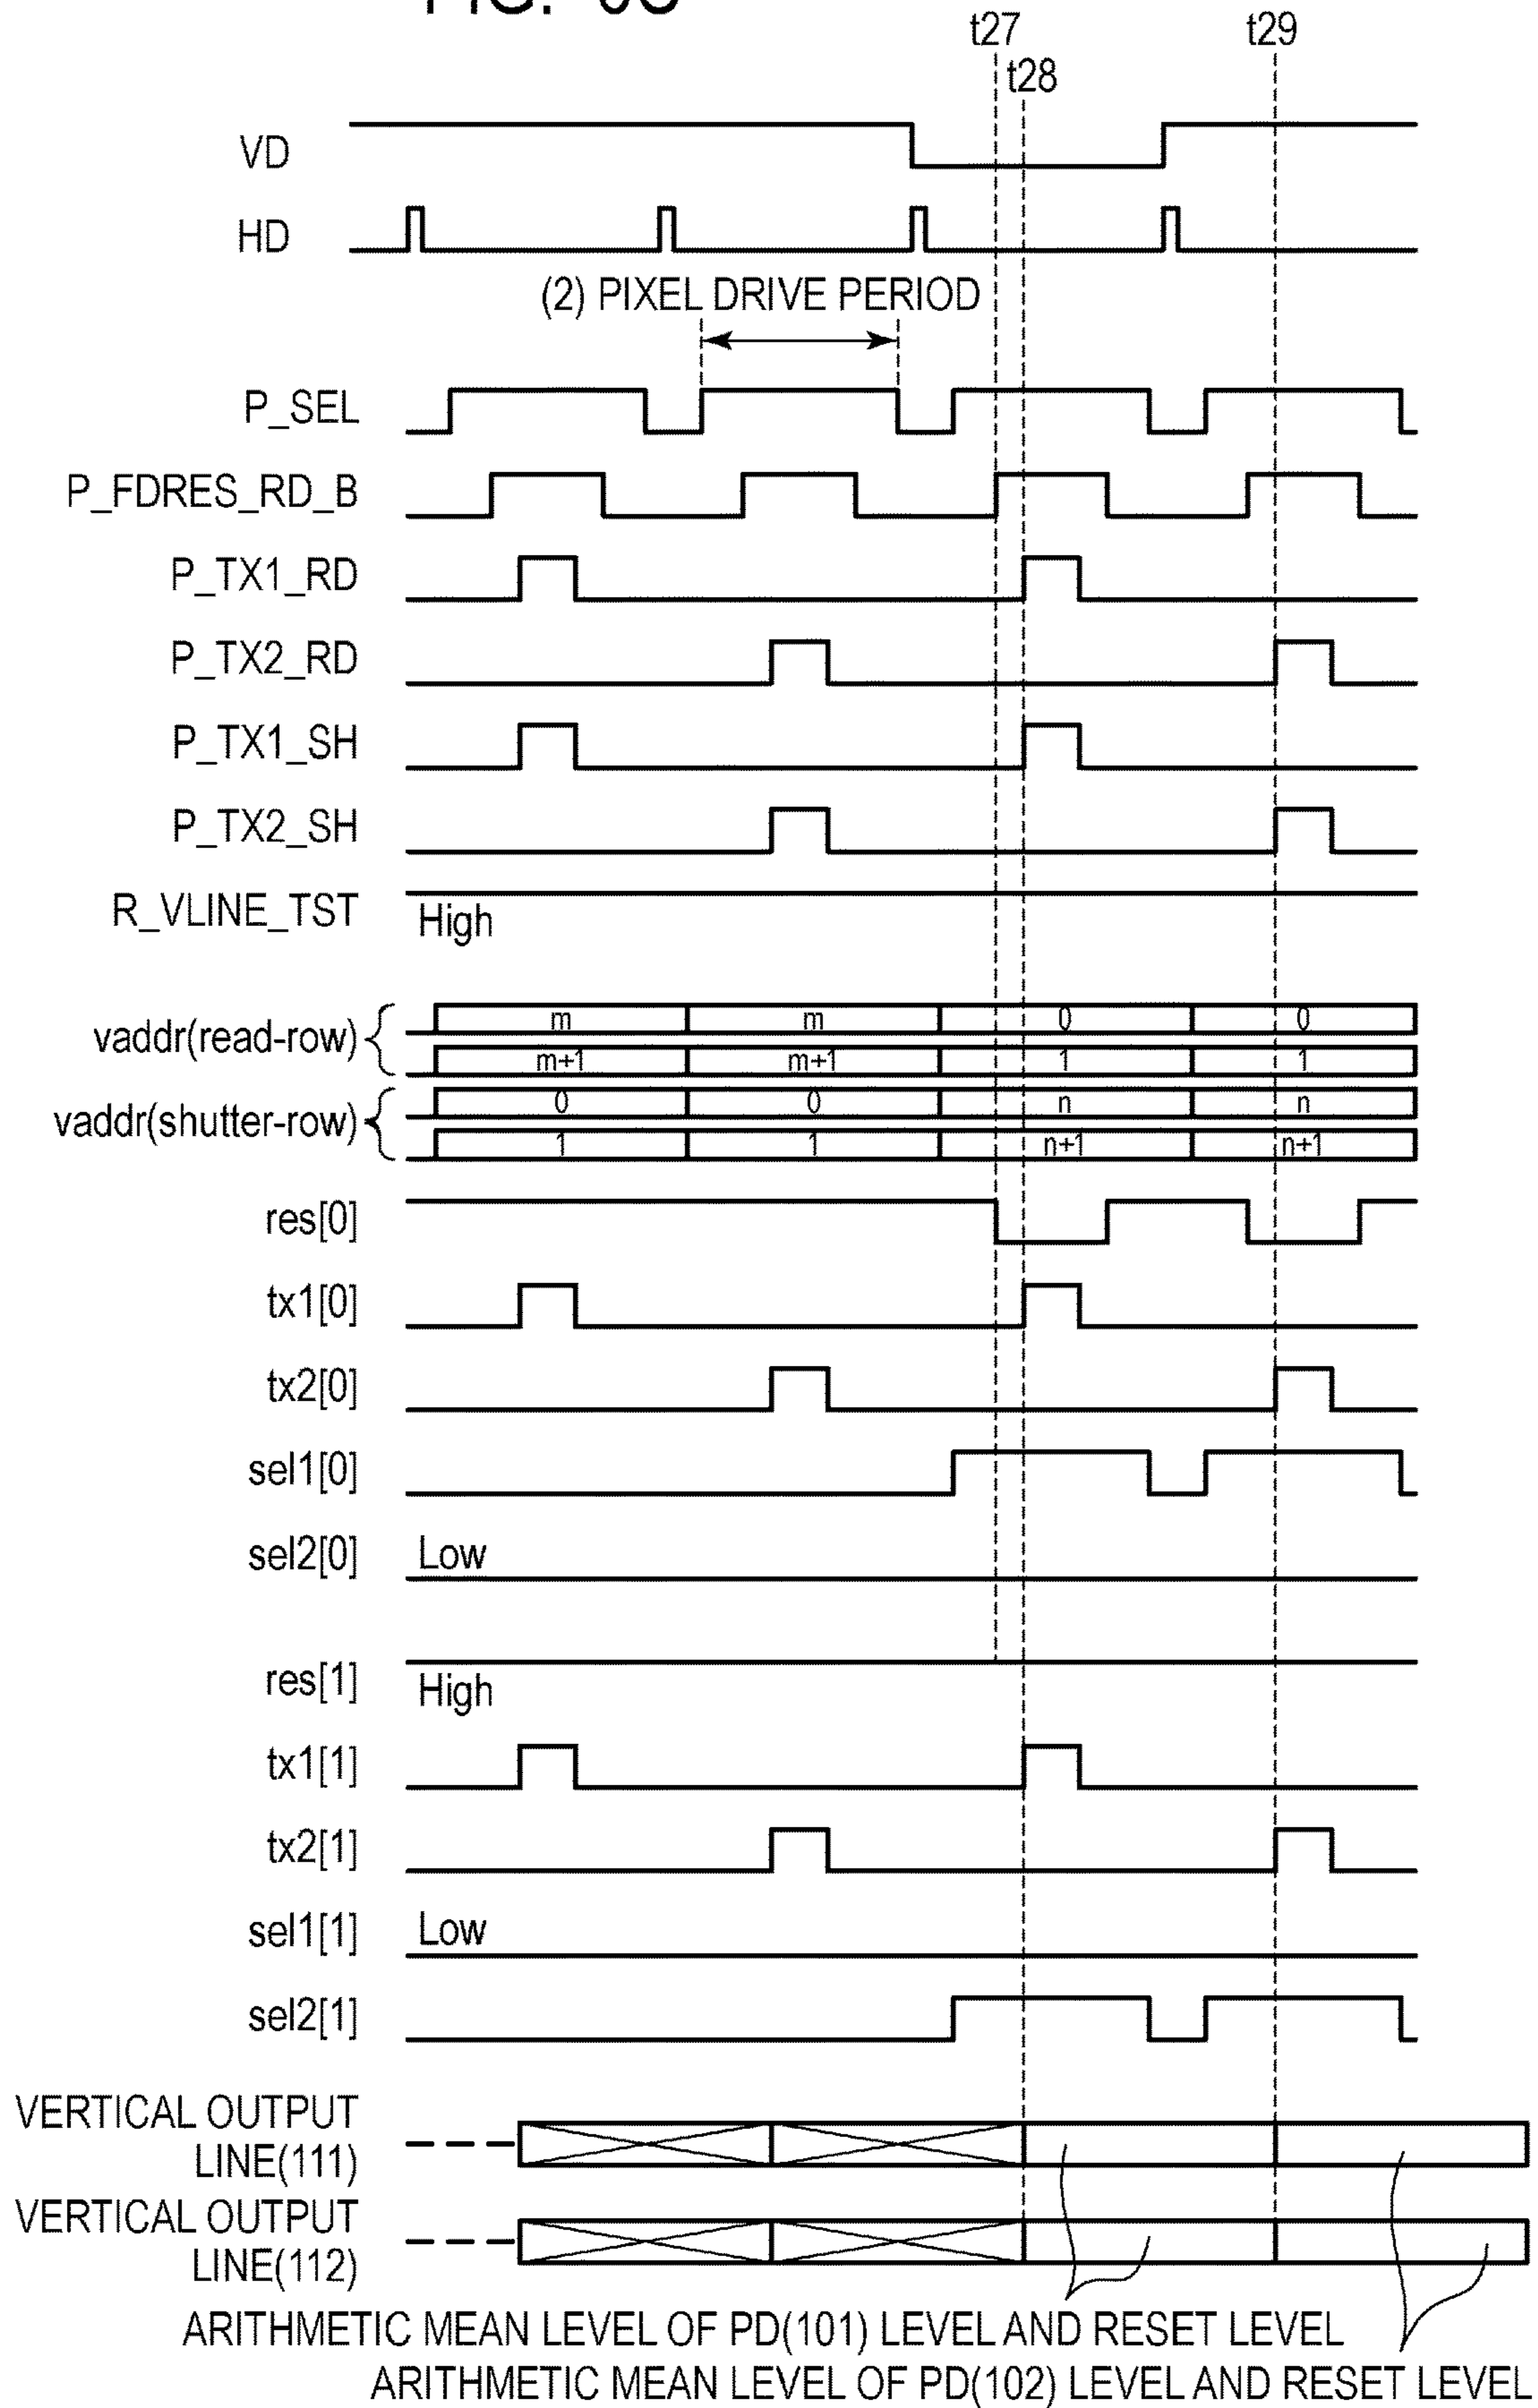 t27
t29
t28
VD
HD
(2) PIXEL DRIVE PERIOD
P_SEL
P_FDRES_RD_B
P_TX1_RD
P_TX2_RD
P_TX1_SH
P_TX2_SH
R_VLINE_TST
High
vaddr(read-row)
m m 0 0
m+1 m+1 1 1
vaddr(shutter-row)
0 0 n n
1 1 n+1 n+1
res[0]
tx1[0]
tx2[0]
sel1[0]
sel2[0] Low
res[1] High
tx1[1]
tx2[1]
sel1[1] Low
sel2[1]
VERTICAL OUTPUT
LINE(111)
VERTICAL OUTPUT
LINE(112)
ARITHMETIC MEAN LEVEL OF PD(101) LEVEL AND RESET LEVEL
ARITHMETIC MEAN LEVEL OF PD(102) LEVEL AND RESET LEVEL